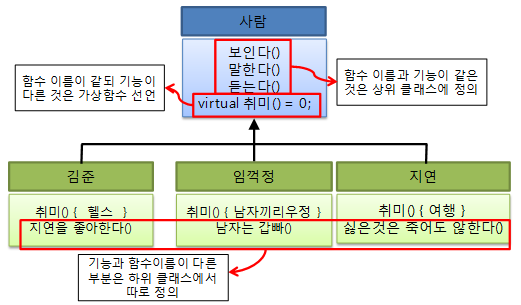 사람
보인다()
말한다()
듣는다()
virtual 취미() = 0;
함수 이름이 같되 기능이
다른 것은 가상함수 선언
함수 이름과 기능이 같은
것은 상위 클래스에 정의
김준
취미() { 헬스 }
지연을 좋아한다()
임꺽정
취미() { 남자끼리우정 }
남자는 갑빠()
지연
취미() { 여행 }
싫은것은 죽어도 않한다()
기능과 함수이름이 다른
부분은 하위 클래스에서
따로 정의